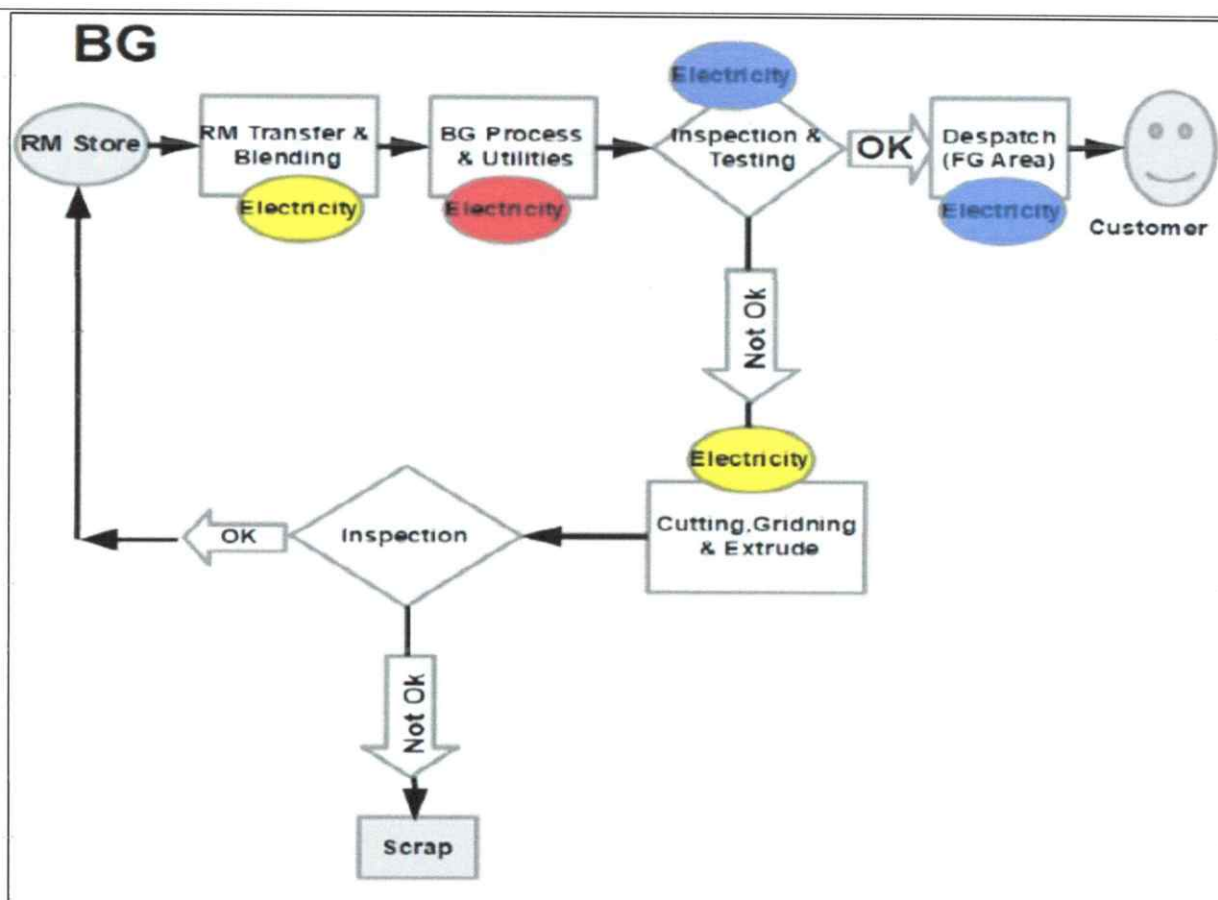 BG
Electricity
RM Store
RM Transfer &
Blending
Electricity
BG Process
& Utilities
Electricity
Inspection &
Testing
OK
Despatch
(FG Area)
Electricity
Customer
Not Ok
Electricity
Cutting,Gridning
& Extrude
Inspection
OK
Not Ok
Scrap